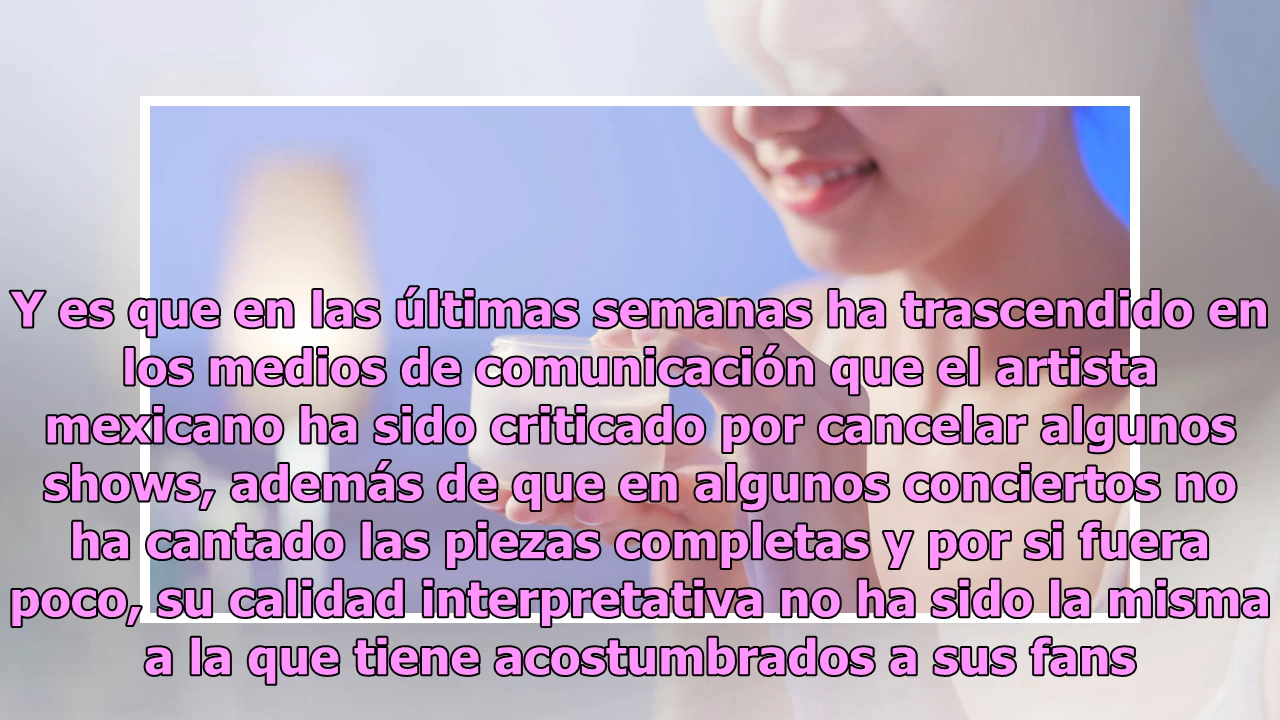 Y es que en las últimas semanas ha trascendido en
los medios de comunicación que el artista
mexicano ha sido criticado por cancelar algunos
shows, además de que en algunos conciertos no
ha cantado las piezas completas y por si fuera
poco, su calidad interpretativa no ha sido la misma
a la que tiene acostumbrados a sus fans